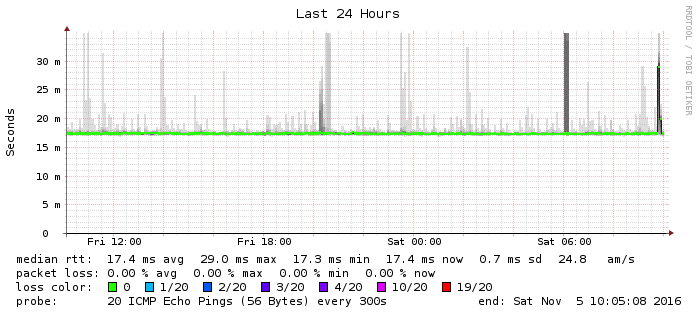 Last 24 Hours
RRDTOOL / TOBI OETIKER
Seconds
30 m
25 m
20 m
15 m
10 m
5 m
0
Fri 12:00 Fri 18:00 Sat 00:00 Sat 06:00
median rtt: 17.4 ms avg 29.0 ms max 17.3 ms min 17.4 ms now 0.7 ms sd 24.8 am/s
packet loss: 0.00 % avg 0.00 % max 0.00 % min 0.00 % now
loss color: 0 1/20 2/20 3/20 4/20 10/20 19/20
probe: 20 ICMP Echo Pings (56 Bytes) every 300s end: Sat Nov 5 10:05:08 2016